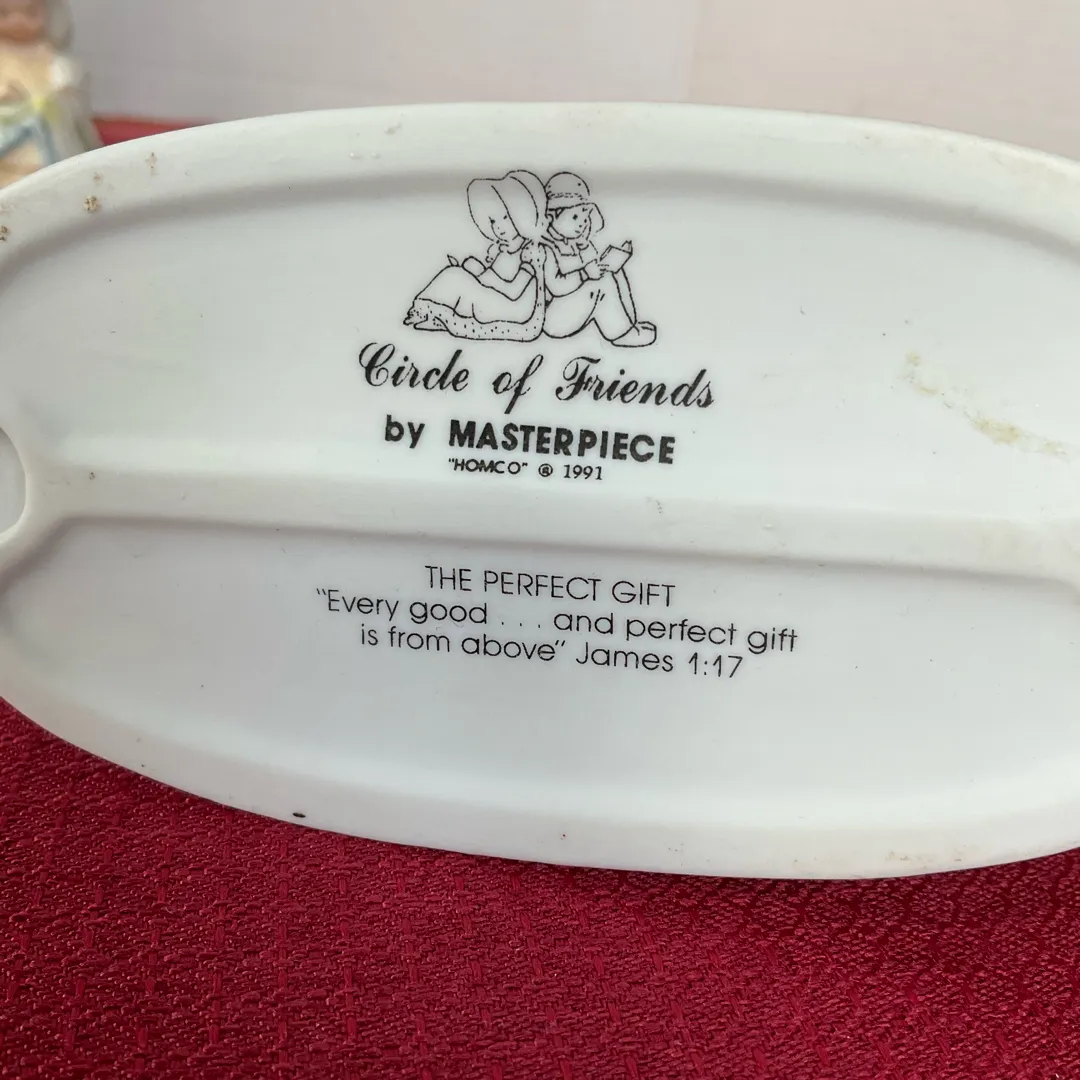 Circle of Friends
by MASTERPIECE
"HOMCO" ® 1991
THE PERFECT GIFT
"Every good . . . and perfect gift
is from above" James 1:17